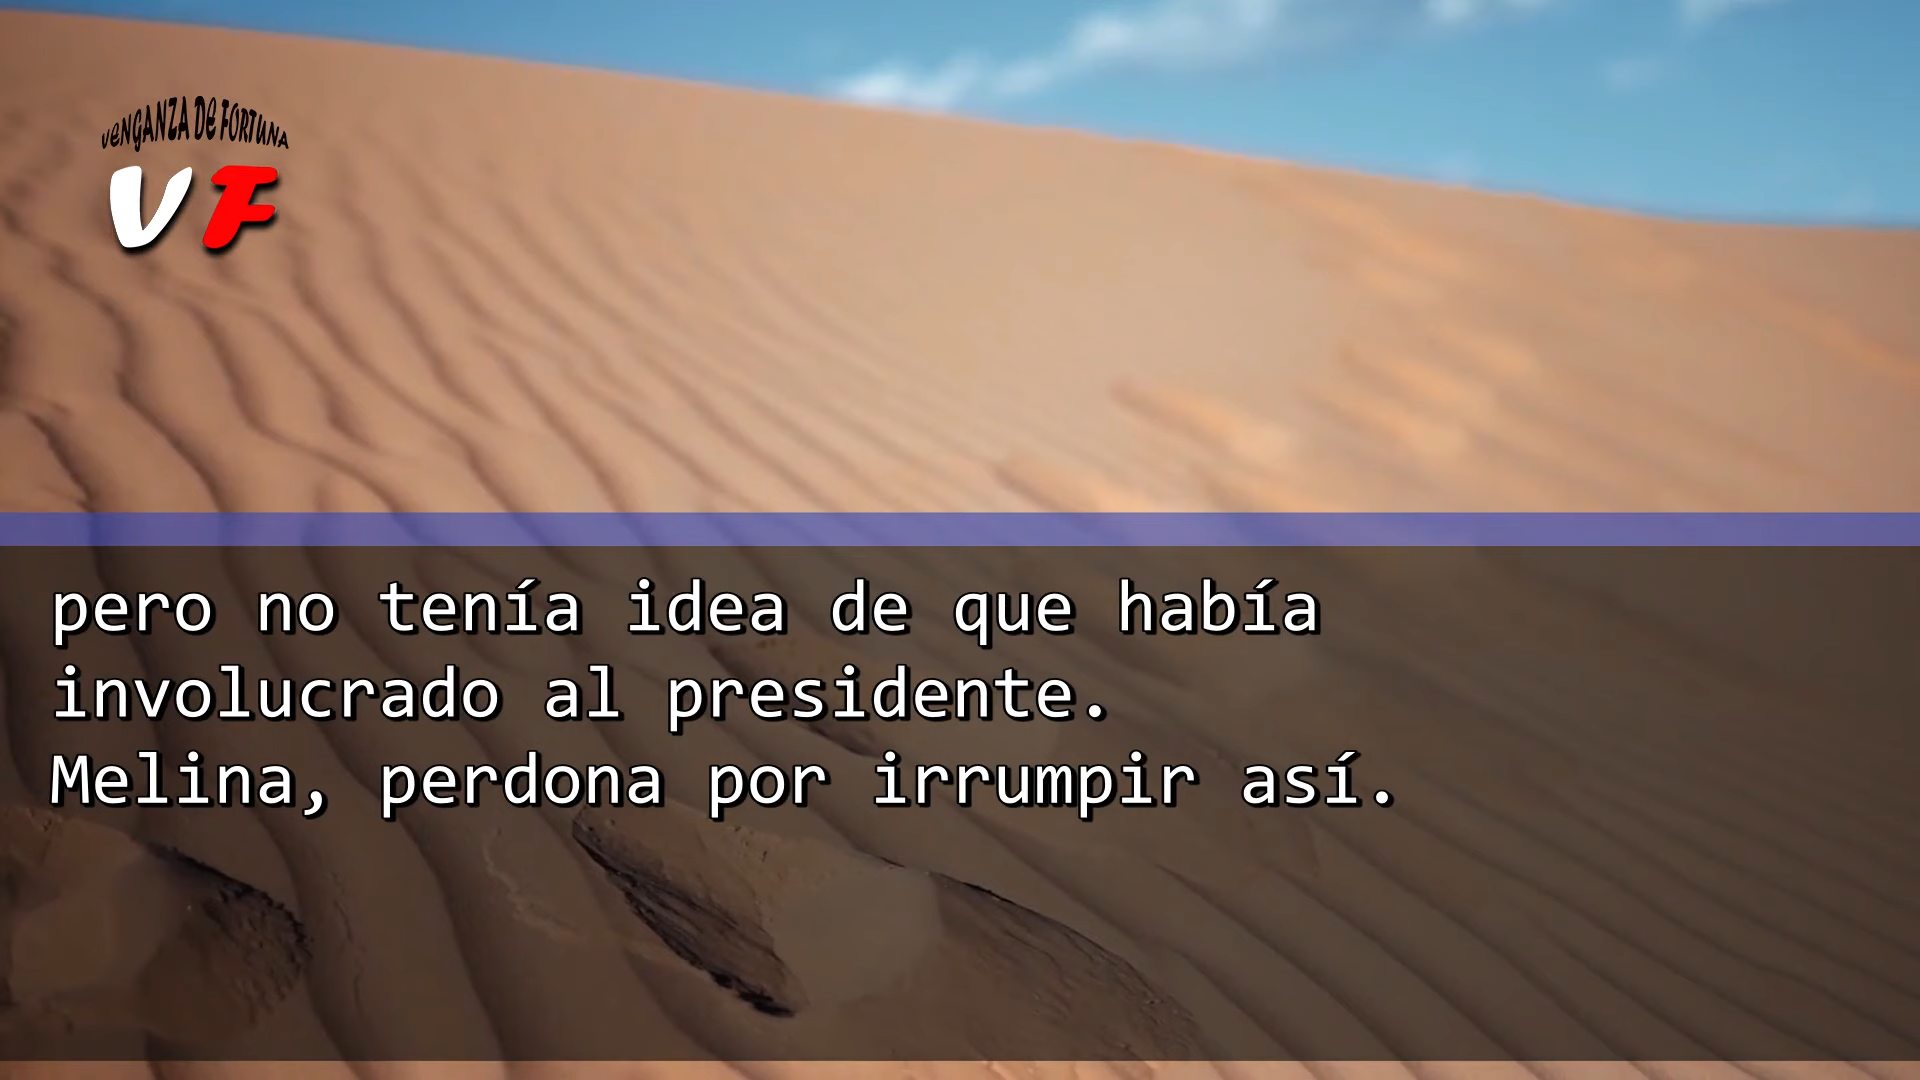 VENGANZA DE FORTUNA
VF
pero no tenía idea de que había
involucrado al presidente.
Melina, perdona por irrumpir así.